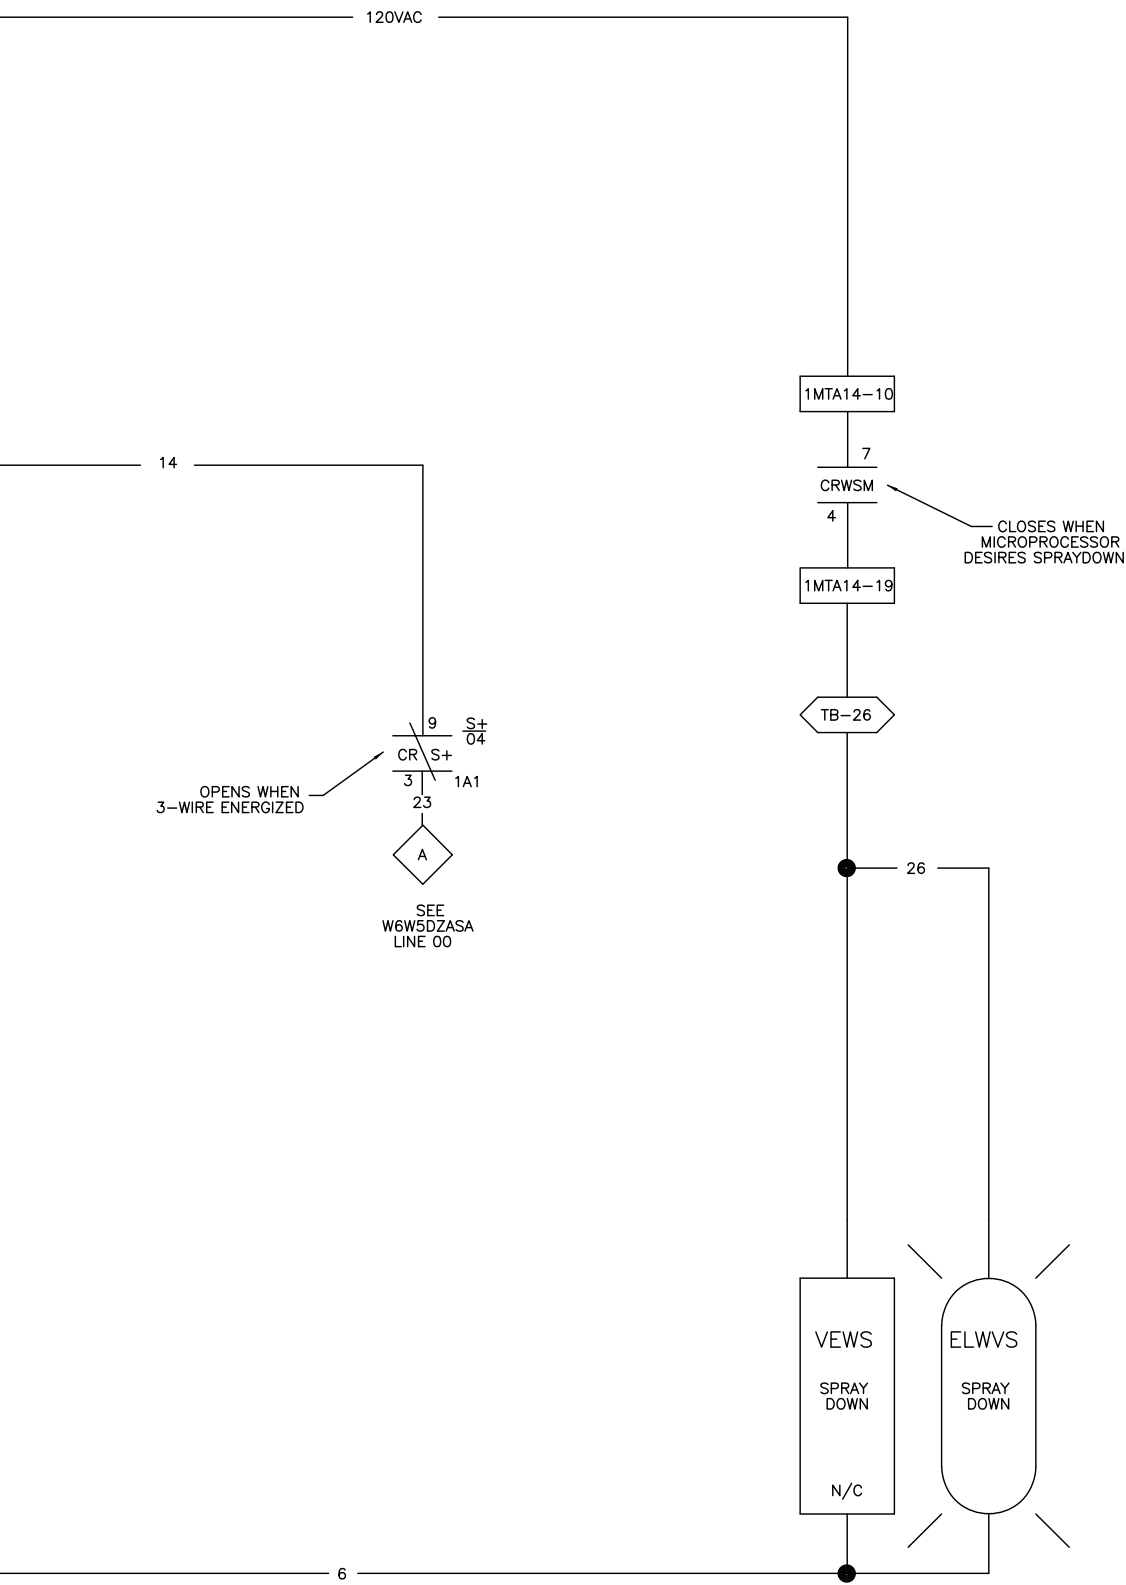 120VAC
1MTA14-10
14
7
CRWSM
4
CLOSES WHEN
MICROPROCESSOR
DESIRES SPRAYDOWN
1MTA14-19
TB-26
9
S+
04
CR S+
3
1A1
OPENS WHEN
3-WIRE ENERGIZED
23
A
SEE
W6W5DZASA
LINE 00
26
VEWS
SPRAY
DOWN
N/C
ELWVS
SPRAY
DOWN
6